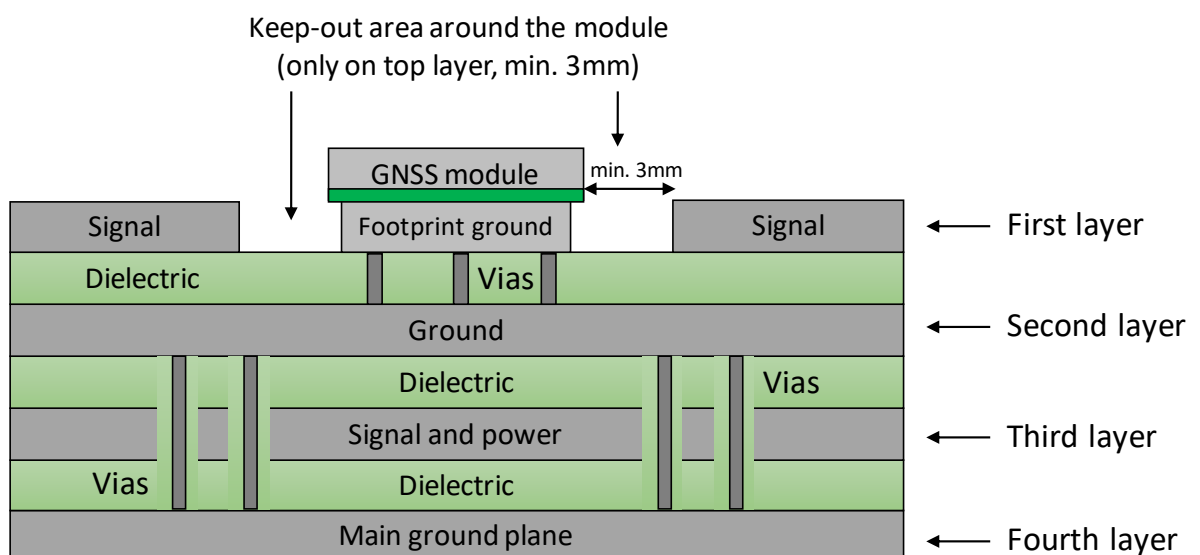 Keep-out area around the module
(only on top layer, min. 3mm)
GNSS module
min. 3mm
Signal
Footprint ground
Signal
First layer
Dielectric
Vias
Ground
Second layer
Dielectric
Vias
Signal and power
Third layer
Vias
Dielectric
Main ground plane
Fourth layer